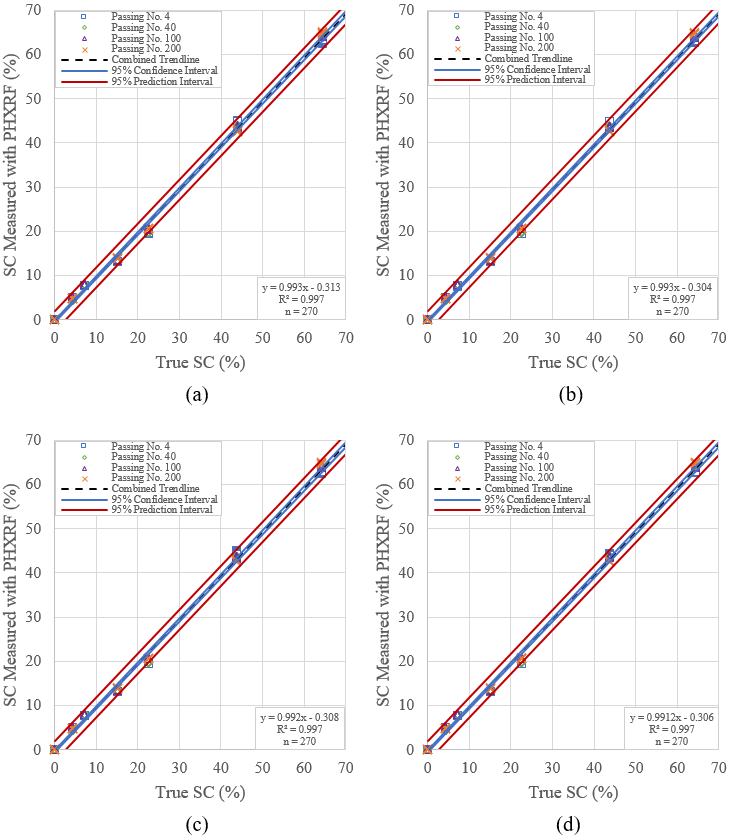 70
60
50
40
30
20
10
0
SC Measured with PHXRF (%)
Passing No. 4
Passing No. 40
Passing No. 100
Passing No. 200
Combined Trendline
95% Confidence Interval
95% Prediction Interval
y = 0.993x - 0.313
R² = 0.997
n = 270
0 10 20 30 40 50 60 70
True SC (%)
(a)
70
60
50
40
30
20
10
0
SC Measured with PHXRF (%)
Passing No. 4
Passing No. 40
Passing No. 100
Passing No. 200
Combined Trendline
95% Confidence Interval
95% Prediction Interval
y = 0.993x - 0.304
R² = 0.997
n = 270
0 10 20 30 40 50 60 70
True SC (%)
(b)
70
60
50
40
30
20
10
0
SC Measured with PHXRF (%)
Passing No. 4
Passing No. 40
Passing No. 100
Passing No. 200
Combined Trendline
95% Confidence Interval
95% Prediction Interval
y = 0.992x - 0.308
R² = 0.997
n = 270
0 10 20 30 40 50 60 70
True SC (%)
(c)
70
60
50
40
30
20
10
0
SC Measured with PHXRF (%)
Passing No. 4
Passing No. 40
Passing No. 100
Passing No. 200
Combined Trendline
95% Confidence Interval
95% Prediction Interval
y = 0.9912x - 0.306
R² = 0.997
n = 270
0 10 20 30 40 50 60 70
True SC (%)
(d)